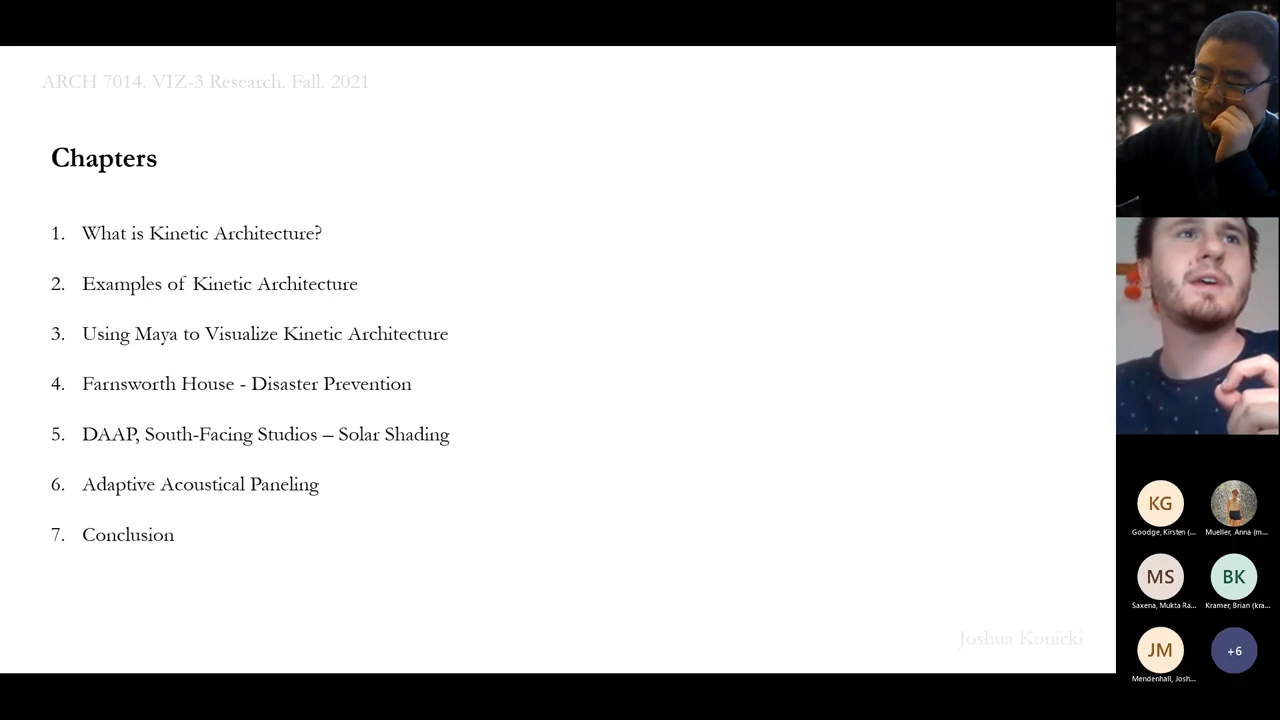 ARCH 7014. VIZ-3 Research. Fall. 2021
Chapters
1. What is Kinetic Architecture?
2. Examples of Kinetic Architecture
3. Using Maya to Visualize Kinetic Architecture
4. Farnsworth House - Disaster Prevention
5. DAAP, South-Facing Studios – Solar Shading
6. Adaptive Acoustical Paneling
7. Conclusion
Joshua Konicki
KG
Goodge, Kirsten (...
Mueller, Anna (m...
MS
BK
Saxena, Mukta Ra...
Kramer, Brian (kra...
JM
+6
Mendenhall, Josh...